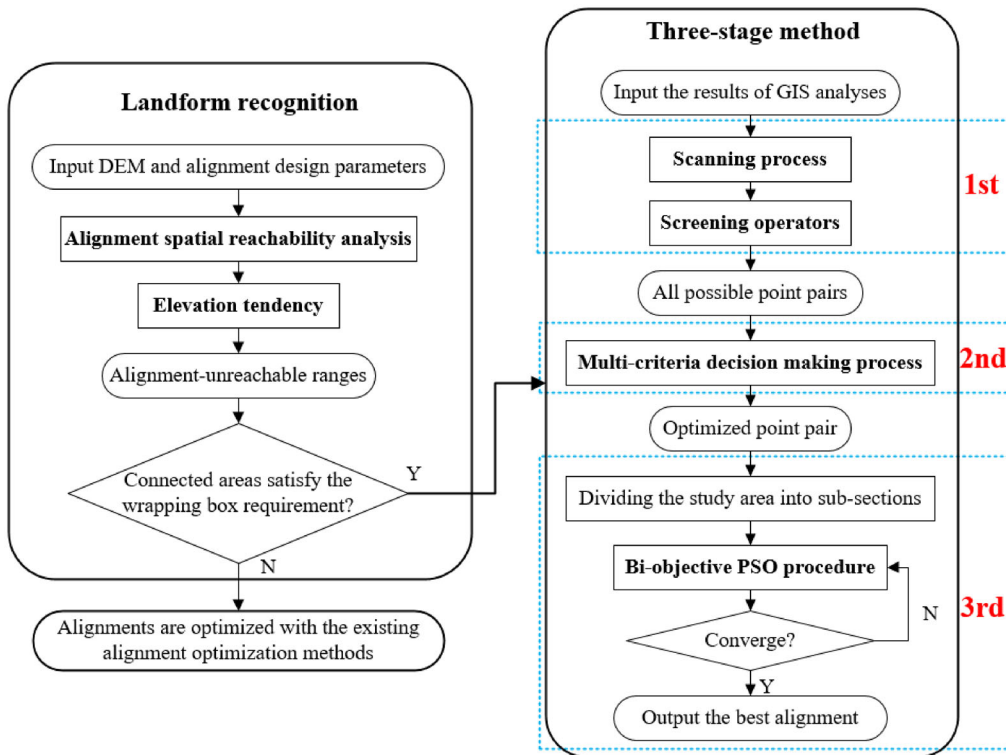 Landform recognition
Input DEM and alignment design parameters
Alignment spatial reachability analysis
Elevation tendency
Alignment-unreachable ranges
Connected areas satisfy the
wrapping box requirement?
Y
N
Alignments are optimized with the existing
alignment optimization methods
Three-stage method
Input the results of GIS analyses
Scanning process
1st
Screening operators
All possible point pairs
Multi-criteria decision making process
2nd
Optimized point pair
Dividing the study area into sub-sections
Bi-objective PSO procedure
3rd
N
Converge?
Y
Output the best alignment